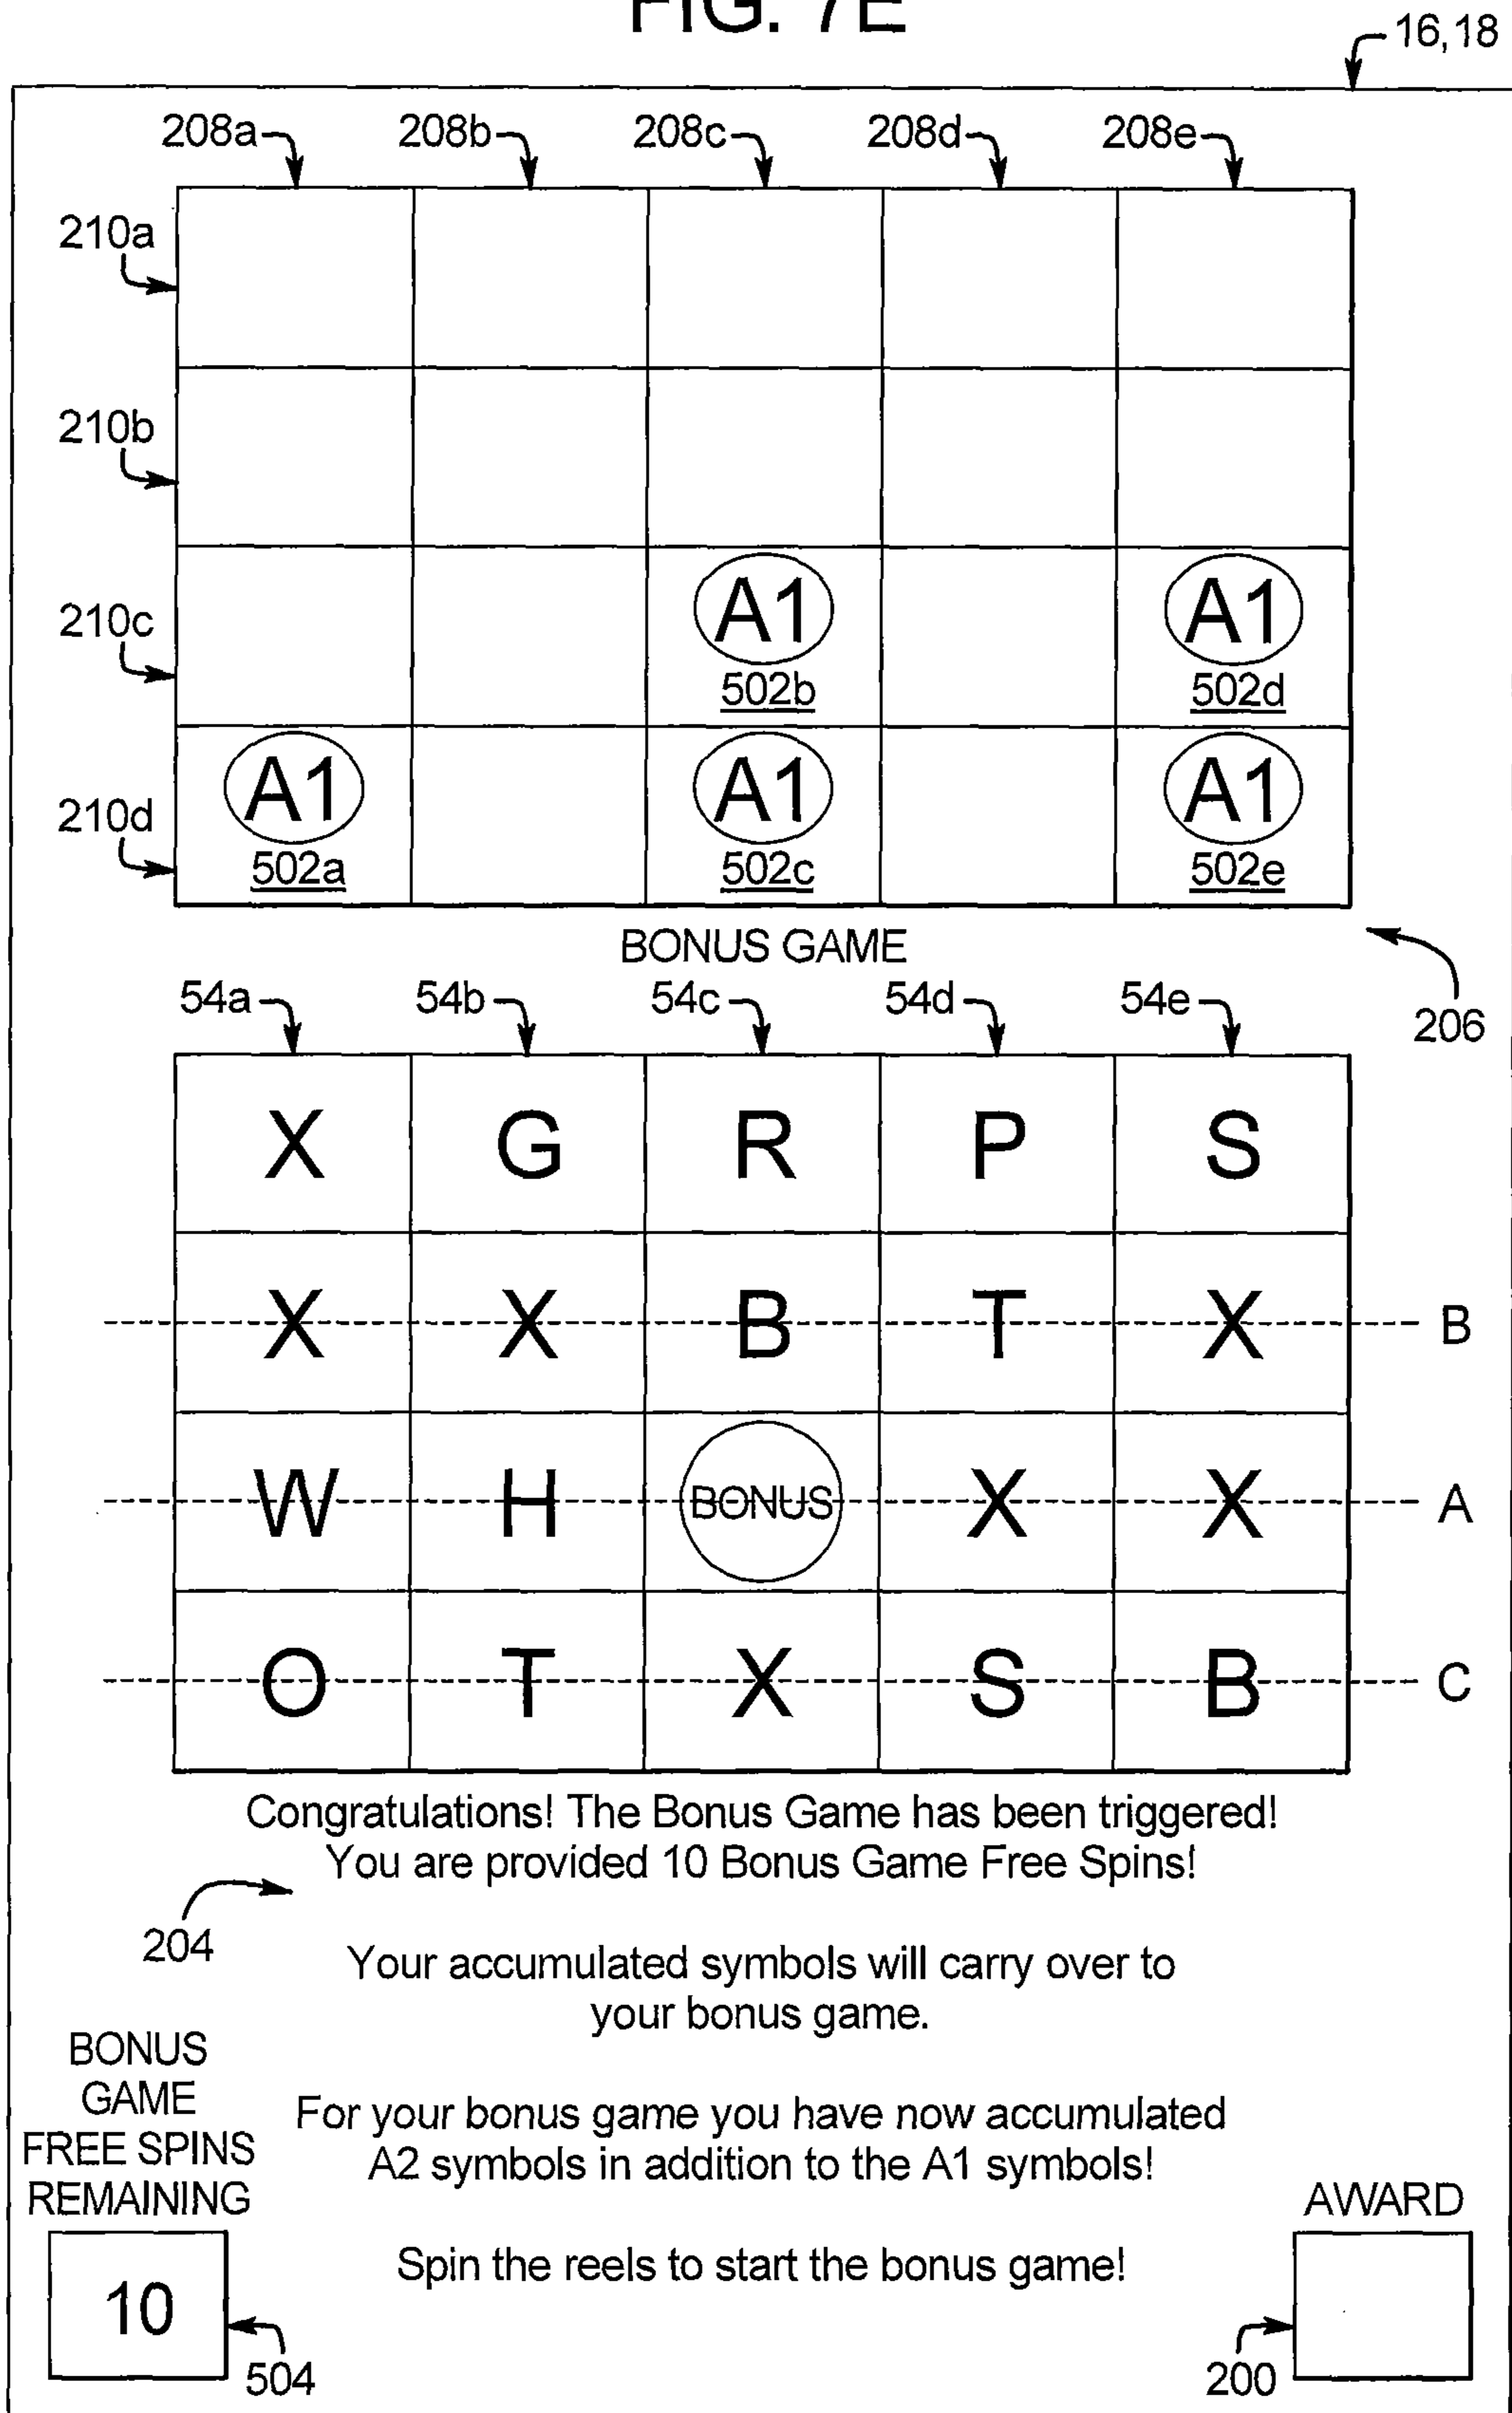 FIG. 7E
16,18
208a 208b 208c 208d 208e
210a
210b
210c A1 A1
502b 502d
210d A1 A1 A1
502a 502c 502e
BONUS GAME
206
54a 54b 54c 54d 54e
X G R P S
X X B T X B
W H BONUS X X A
O T X S B C
Congratulations! The Bonus Game has been triggered!
You are provided 10 Bonus Game Free Spins!
204
Your accumulated symbols will carry over to
your bonus game.
BONUS
GAME
FREE SPINS
REMAINING
10
504
For your bonus game you have now accumulated
A2 symbols in addition to the A1 symbols!
Spin the reels to start the bonus game!
AWARD
200